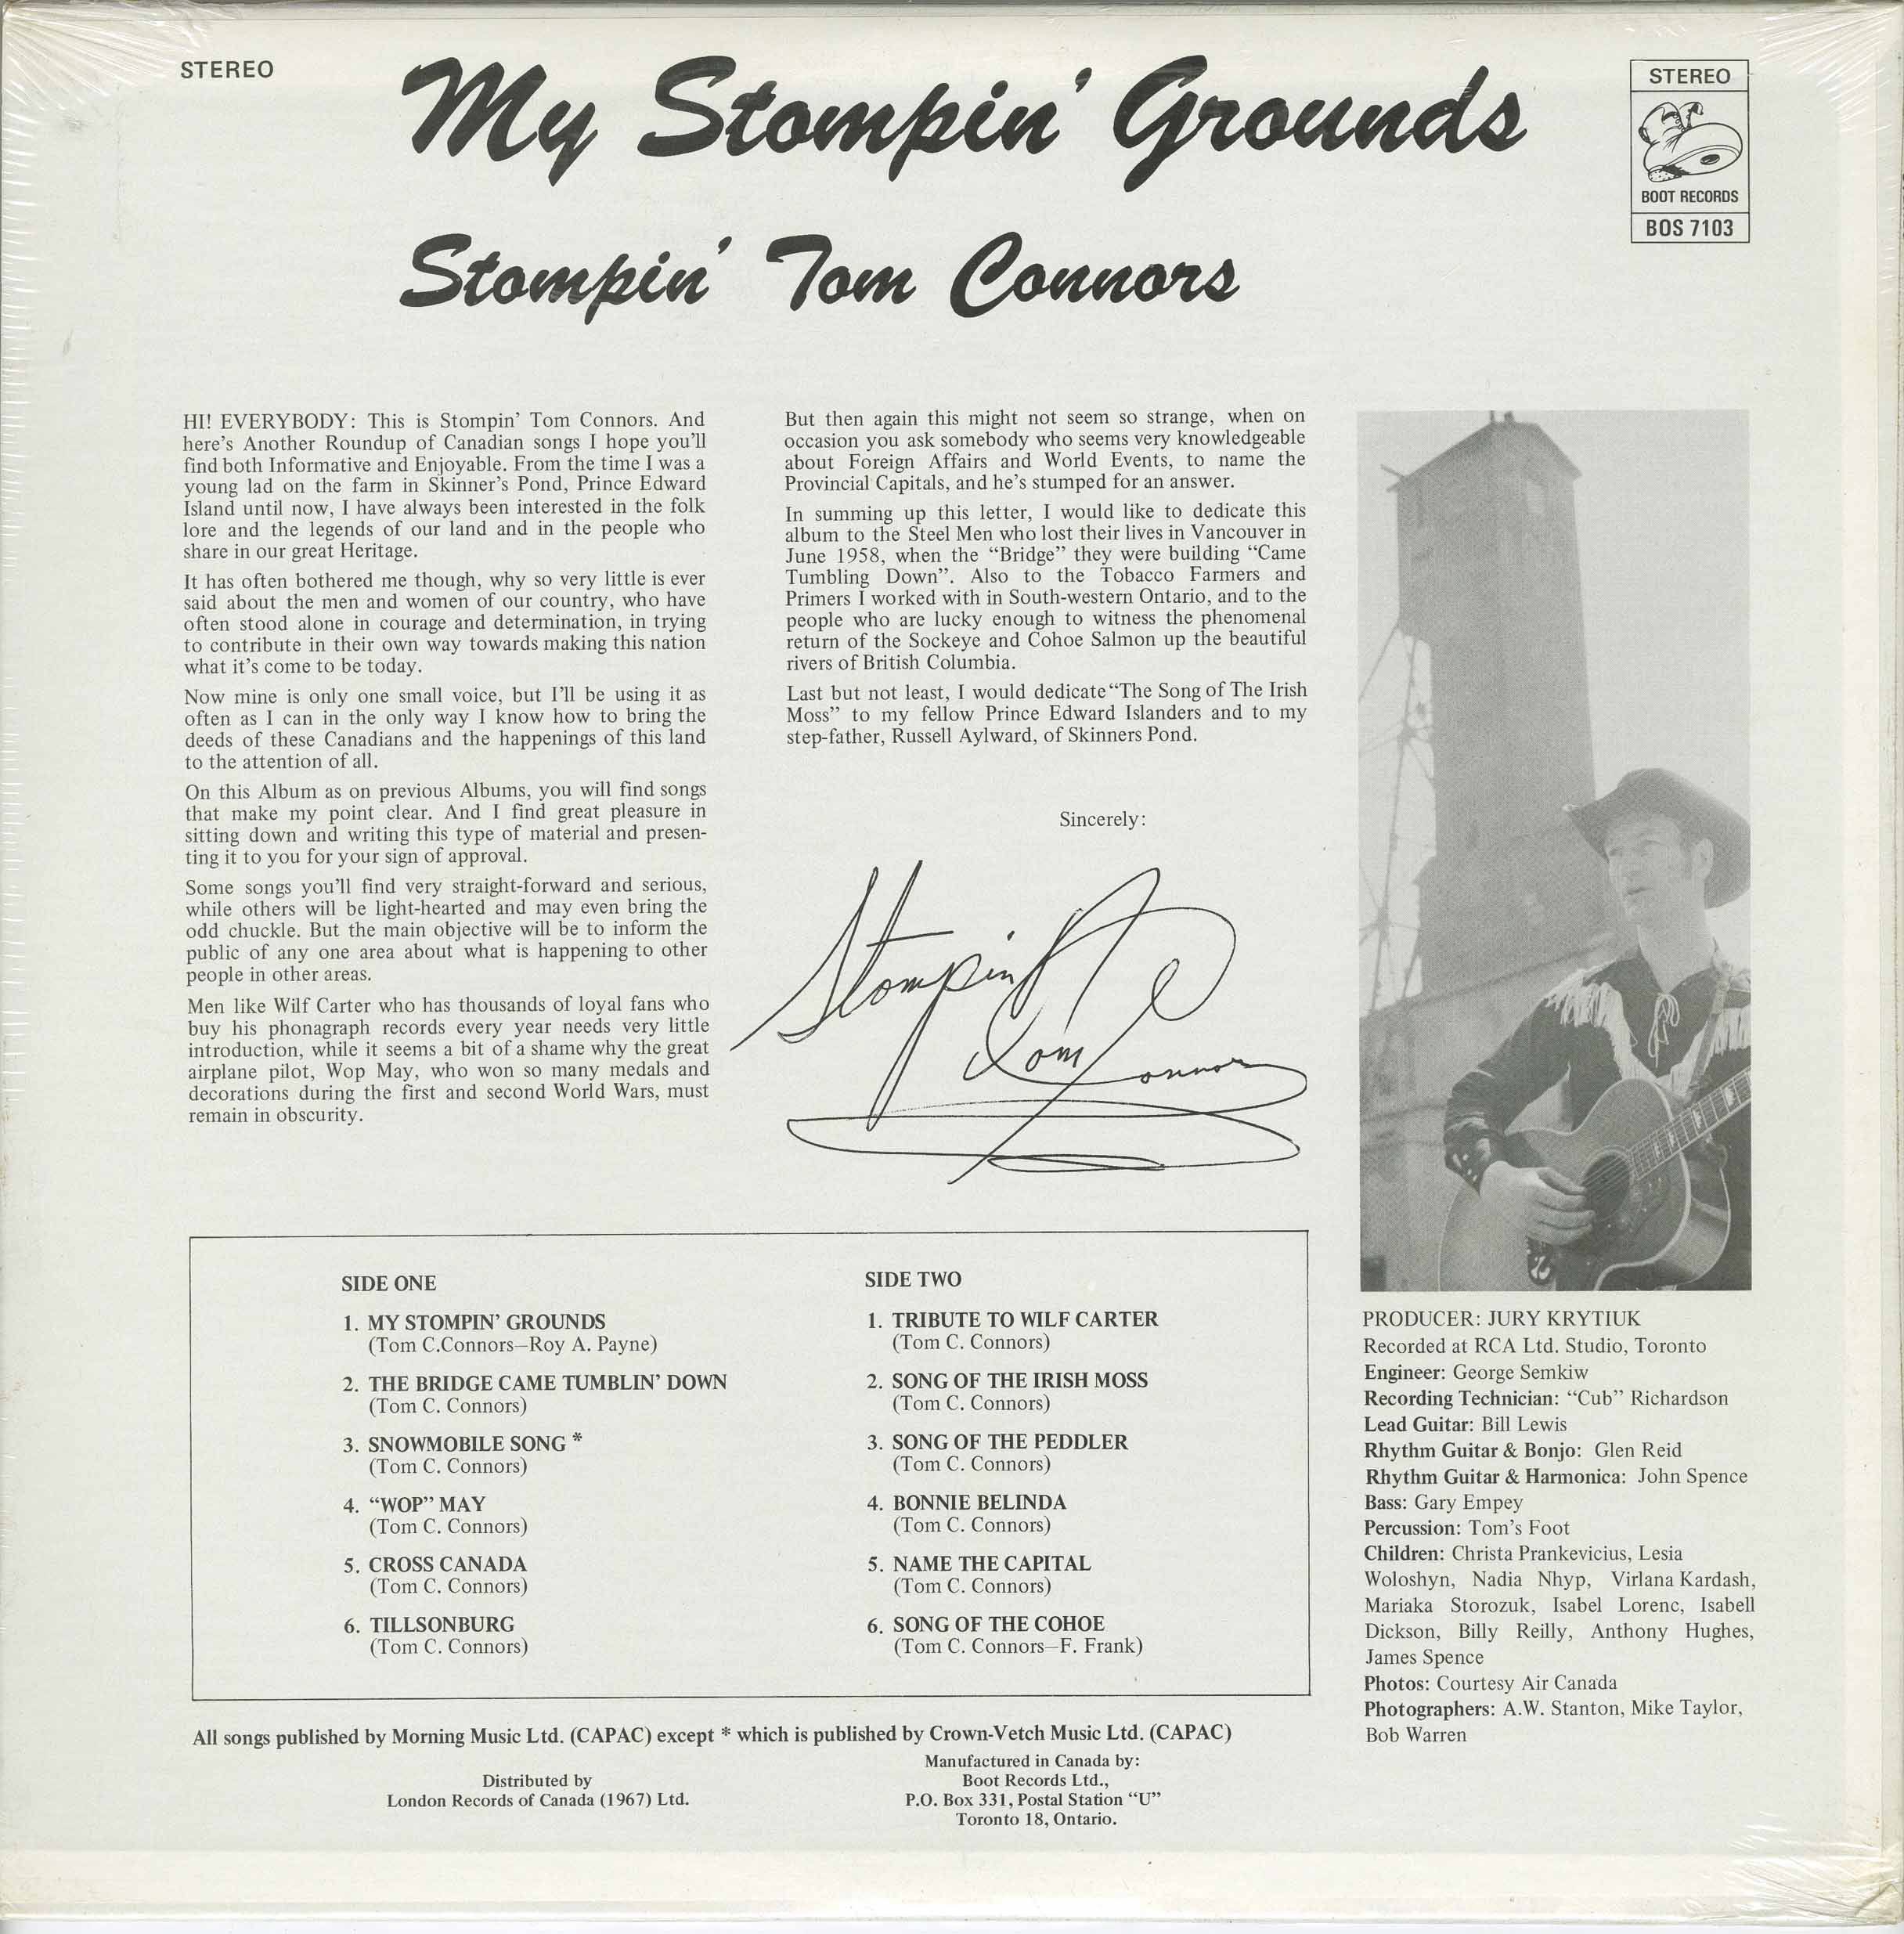 STEREO
My Stompin' Grounds
Stompin' Tom Connors
STEREO
BOOT RECORDS
BOS 7103
HI! EVERYBODY: This is Stompin' Tom Connors. And
here's Another Roundup of Canadian songs I hope you'll
find both Informative and Enjoyable. From the time I was a
young lad on the farm in Skinner's Pond, Prince Edward
Island until now, I have always been interested in the folk
lore and the legends of our land and in the people who
share in our great Heritage.
It has often bothered me though, why so very little is ever
said about the men and women of our country, who have
often stood alone in courage and determination, in trying
to contribute in their own way towards making this nation
what it's come to be today.
Now mine is only one small voice, but I'll be using it as
often as I can in the only way I know how to bring the
deeds of these Canadians and the happenings of this land
to the attention of all.
On this Album as on previous Albums, you will find songs
that make my point clear. And I find great pleasure in
sitting down and writing this type of material and presen-
ting it to you for your sign of approval.
Some songs you'll find very straight-forward and serious,
while others will be light-hearted and may even bring the
odd chuckle. But the main objective will be to inform the
public of any one area about what is happening to other
people in other areas.
Men like Wilf Carter who has thousands of loyal fans who
buy his phonagraph records every year needs very little
introduction, while it seems a bit of a shame why the great
airplane pilot, Wop May, who won so many medals and
decorations during the first and second World Wars, must
remain in obscurity.
But then again this might not seem so strange, when on
occasion you ask somebody who seems very knowledgeable
about Foreign Affairs and World Events, to name the
Provincial Capitals, and he's stumped for an answer.
In summing up this letter, I would like to dedicate this
album to the Steel Men who lost their lives in Vancouver in
June 1958, when the "Bridge" they were building "Came
Tumbling Down". Also to the Tobacco Farmers and
Primers I worked with in South-western Ontario, and to the
people who are lucky enough to witness the phenomenal
return of the Sockeye and Cohoe Salmon up the beautiful
rivers of British Columbia.
Last but not least, I would dedicate "The Song of The Irish
Moss" to my fellow Prince Edward Islanders and to my
step-father, Russell Aylward, of Skinners Pond.
Sincerely:
Stompin
Tom Connors
SIDE ONE
1. MY STOMPIN' GROUNDS
(Tom C.Connors–Roy A. Payne)
2. THE BRIDGE CAME TUMBLIN' DOWN
(Tom C. Connors)
3. SNOWMOBILE SONG *
(Tom C. Connors)
4. "WOP" MAY
(Tom C. Connors)
5. CROSS CANADA
(Tom C. Connors)
6. TILLSONBURG
(Tom C. Connors)
SIDE TWO
1. TRIBUTE TO WILF CARTER
(Tom C. Connors)
2. SONG OF THE IRISH MOSS
(Tom C. Connors)
3. SONG OF THE PEDDLER
(Tom C. Connors)
4. BONNIE BELINDA
(Tom C. Connors)
5. NAME THE CAPITAL
(Tom C. Connors)
6. SONG OF THE COHOE
(Tom C. Connors–F. Frank)
PRODUCER: JURY KRYTIUK
Recorded at RCA Ltd. Studio, Toronto
Engineer: George Semkiw
Recording Technician: "Cub" Richardson
Lead Guitar: Bill Lewis
Rhythm Guitar & Bonjo: Glen Reid
Rhythm Guitar & Harmonica: John Spence
Bass: Gary Empey
Percussion: Tom's Foot
Children: Christa Prankevicius, Lesia
Woloshyn, Nadia Nhyp, Virlana Kardash,
Mariaka Storozuk, Isabel Lorenc, Isabell
Dickson, Billy Reilly, Anthony Hughes,
James Spence
Photos: Courtesy Air Canada
Photographers: A.W. Stanton, Mike Taylor,
Bob Warren
All songs published by Morning Music Ltd. (CAPAC) except * which is published by Crown-Vetch Music Ltd. (CAPAC)
Distributed by
London Records of Canada (1967) Ltd.
Manufactured in Canada by:
Boot Records Ltd.,
P.O. Box 331, Postal Station "U"
Toronto 18, Ontario.